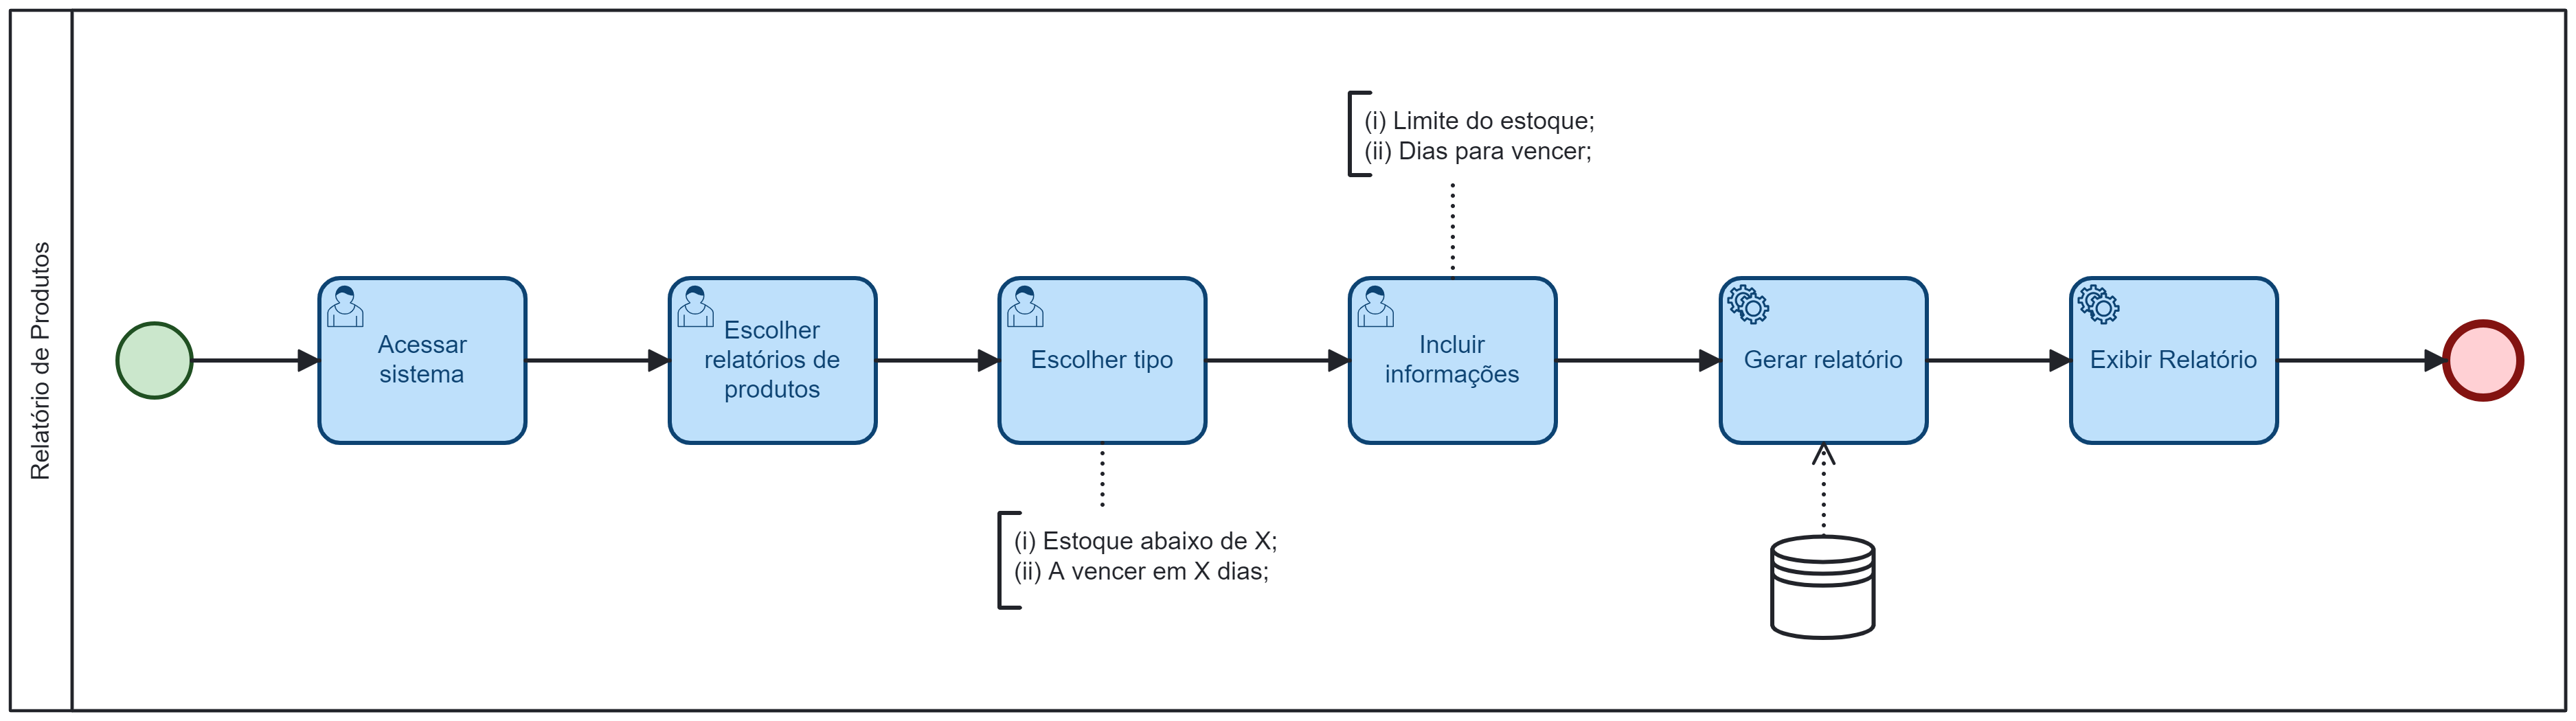 Relatório de Produtos
Acessar
sistema
Escolher
relatórios de
produtos
Escolher tipo
(i) Estoque abaixo de X;
(ii) A vencer em X dias;
(i) Limite do estoque;
(ii) Dias para vencer;
Incluir
informações
Gerar relatório
Exibir Relatório